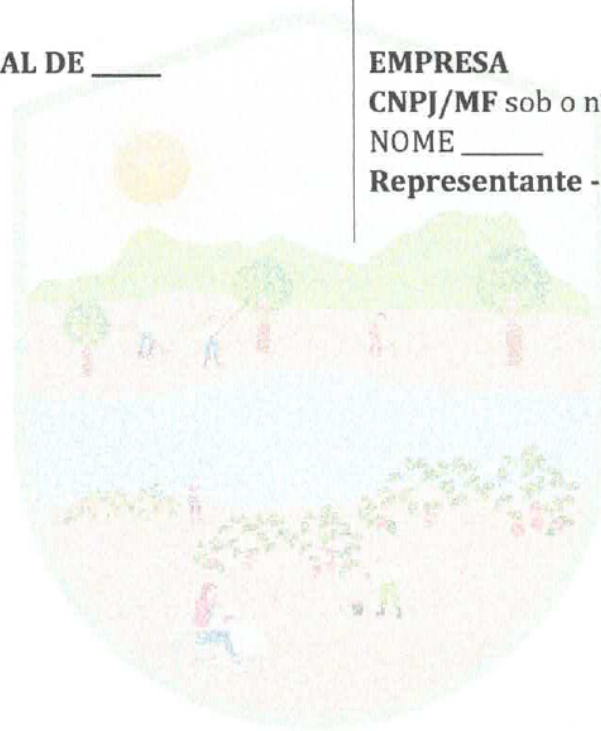 AL DE _____
EMPRESA
CNPJ/MF sob o n
NOME ______
Representante -